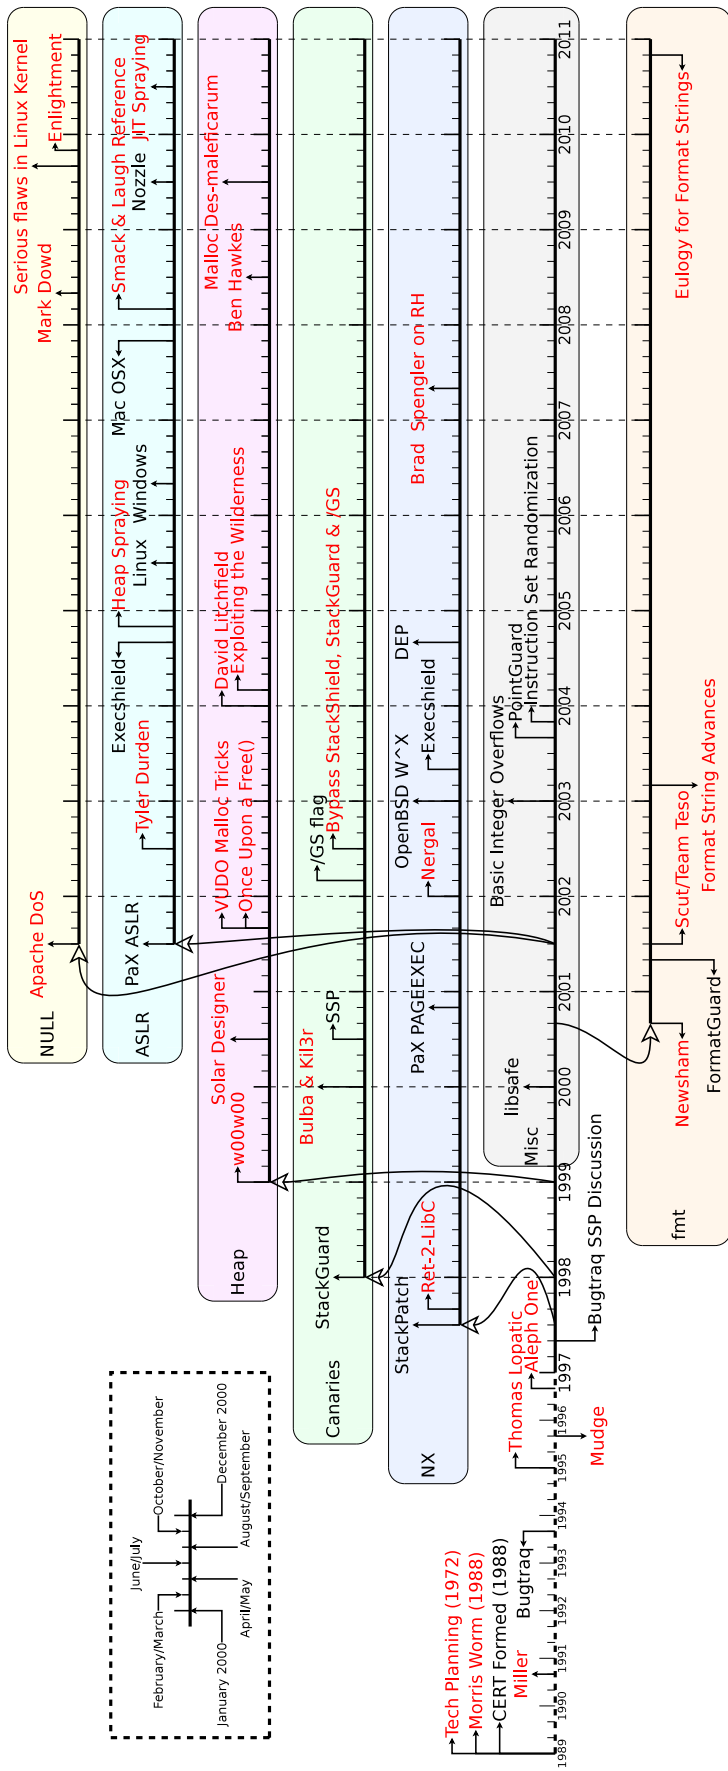 NULL
Apache DoS
Mark Dowd
Serious flaws in Linux Kernel
Enlightment
ASLR
PaX ASLR
Tyler Durden
Execshield
Heap Spraying
Linux
Windows
Mac OSX
Smack & Laugh Reference
Nozzle
JIT Spraying
Heap
w00w00
Solar Designer
VUDO Malloc Tricks
Once Upon a Free()
David Litchfield
Exploiting the Wilderness
Ben Hawkes
Malloc Des-maleficarum
Canaries
StackGuard
Bulba & Kil3r
SSP
/GS flag
Bypass StackShield, StackGuard & /GS
NX
StackPatch
Ret-2-LibC
PaX PAGEEXEC
Nergal
OpenBSD W^X
Execshield
DEP
Brad Spengler on RH
Misc
Tech Planning (1972)
Morris Worm (1988)
CERT Formed (1988)
Miller
Bugtraq
Thomas Lopatic
Mudge
Aleph One
Bugtraq SSP Discussion
libsafe
Basic Integer Overflows
PointGuard
Instruction Set Randomization
1989
1990
1991
1992
1993
1994
1995
1996
1997
1998
1999
2000
2001
2002
2003
2004
2005
2006
2007
2008
2009
2010
2011
fmt
Newsham
FormatGuard
Scut/Team Teso
Format String Advances
Eulogy for Format Strings
January 2000
February/March
April/May
June/July
August/September
October/November
December 2000